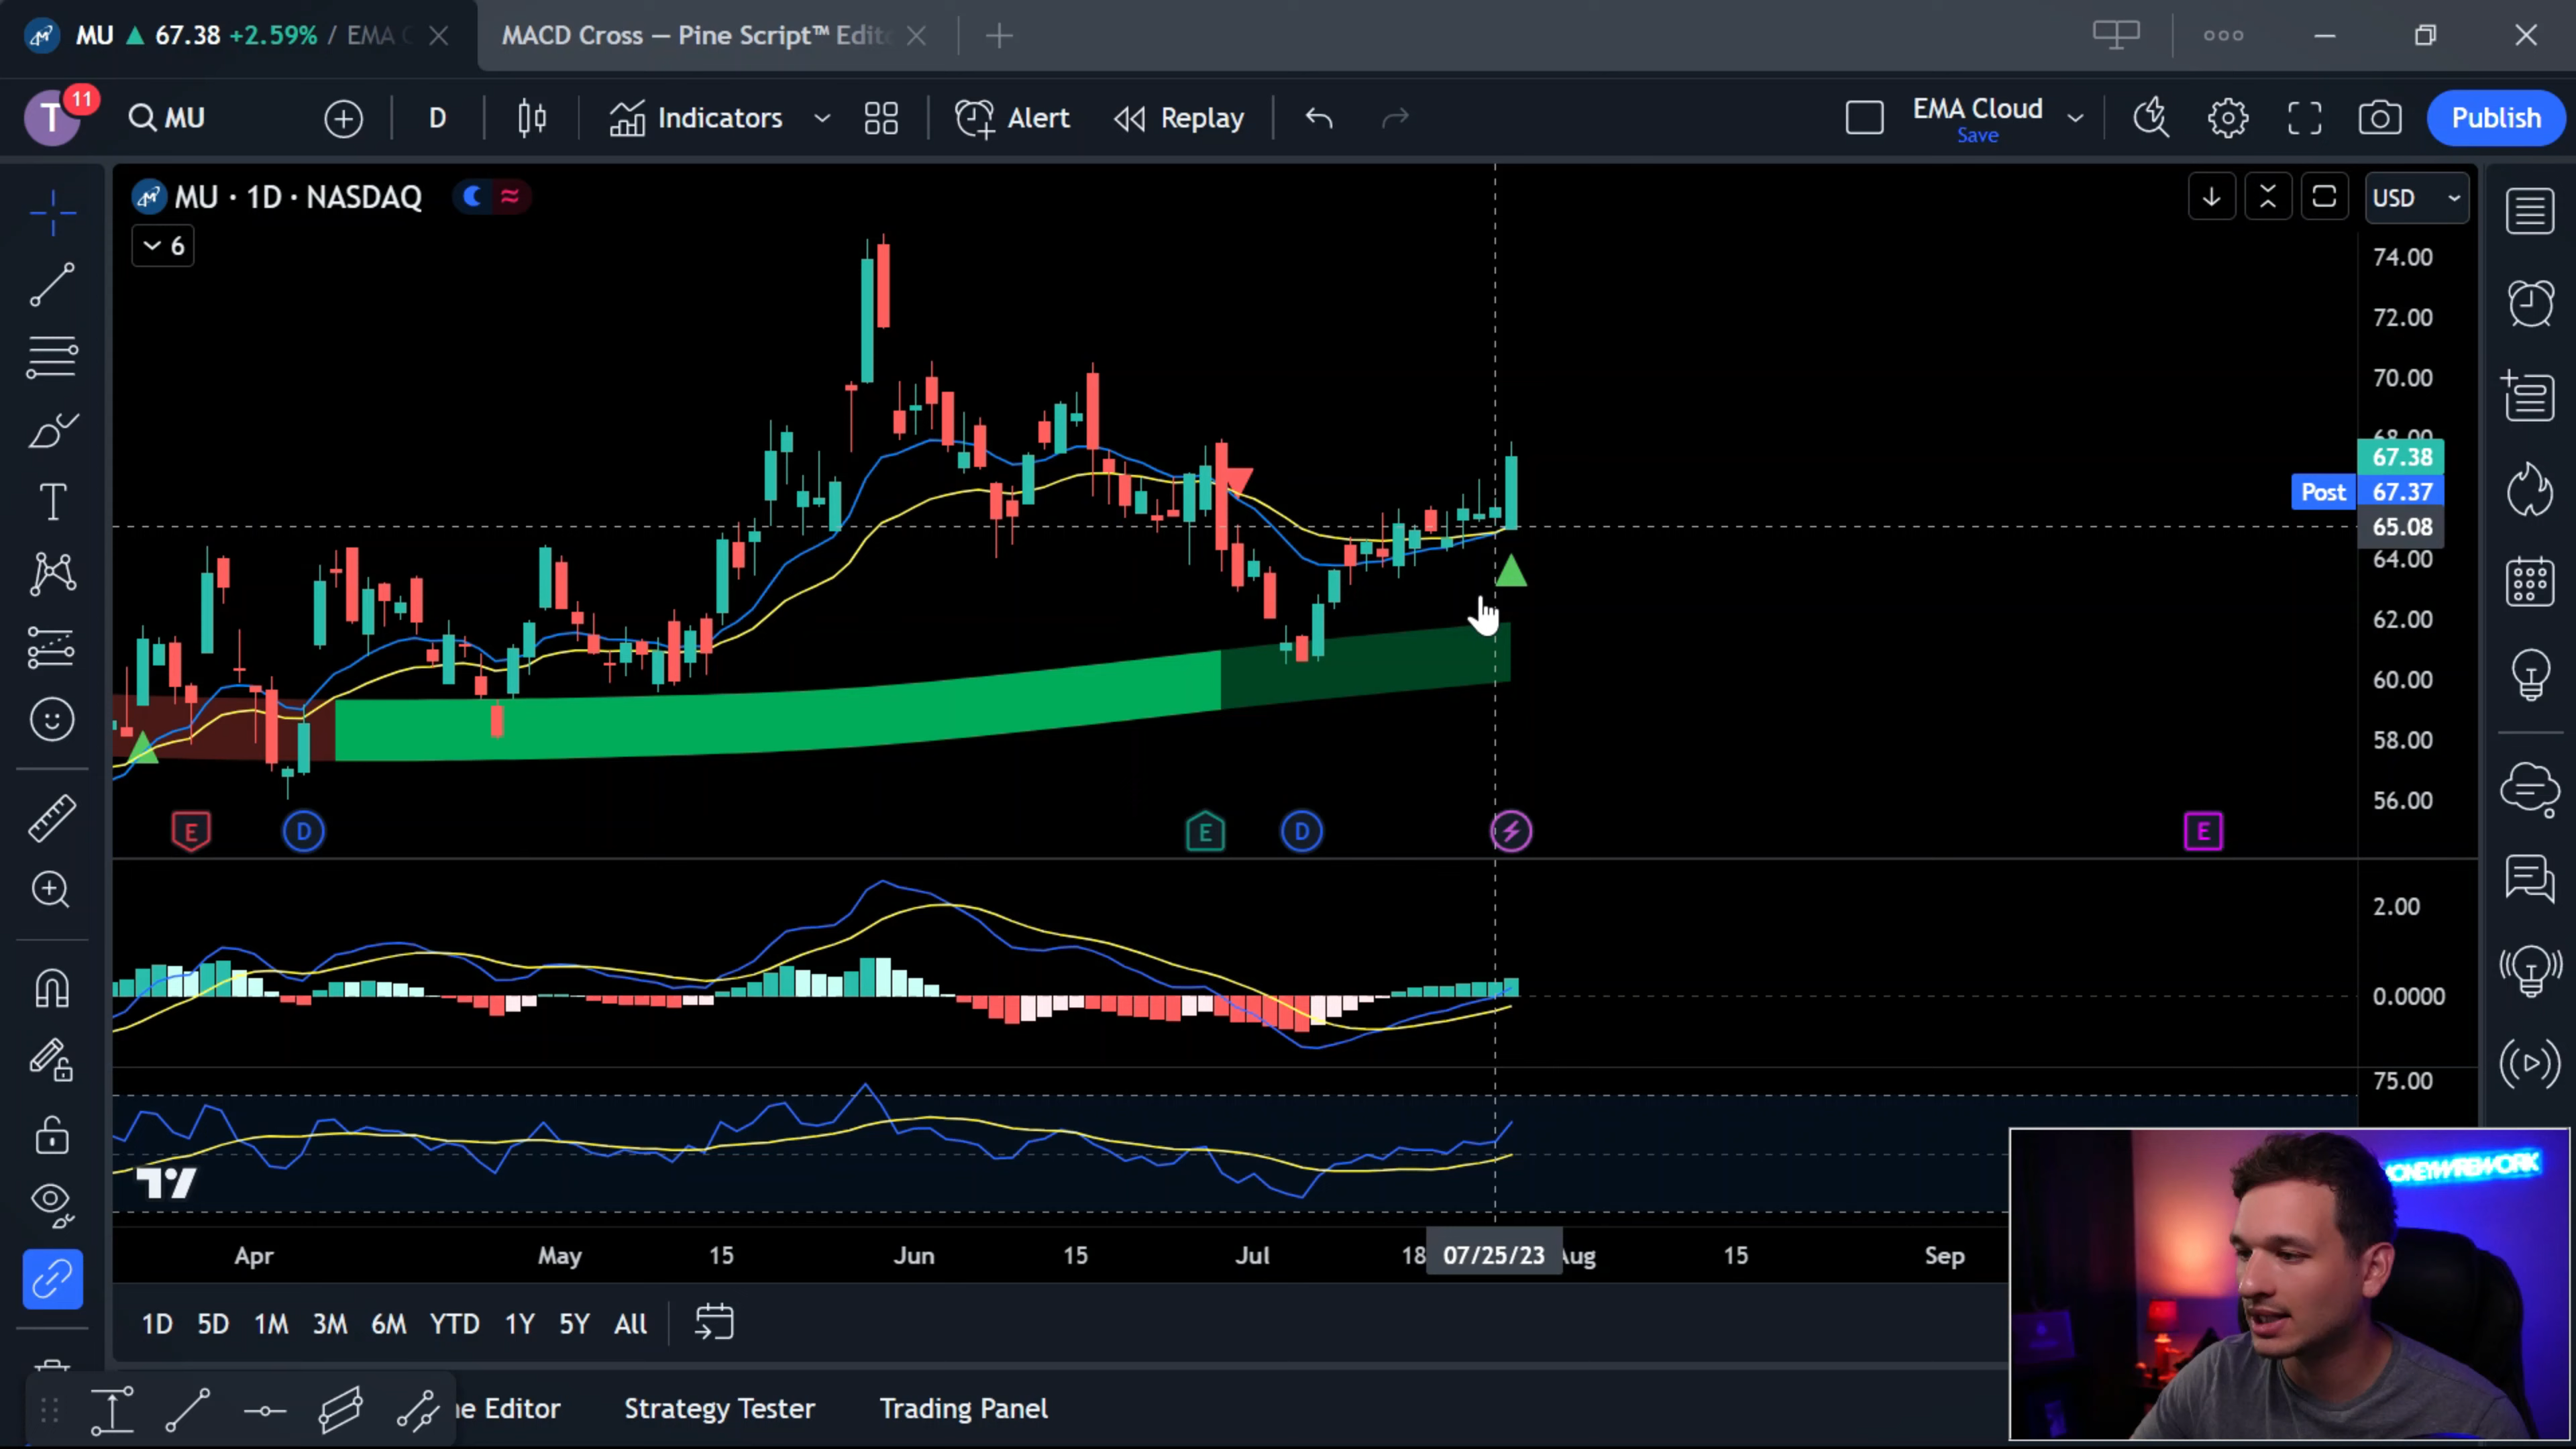 MU ▲ 67.38 +2.59% / EMA
MACD Cross — Pine Script™ Edit
T
11
MU
D
Indicators
Alert
Replay
EMA Cloud
Save
Publish
MU · 1D · NASDAQ
6
USD
74.00
72.00
70.00
68.00
67.38
Post 67.37
65.08
64.00
62.00
60.00
58.00
56.00
E
D
E
D
E
2.00
0.0000
75.00
Apr
May
15
Jun
15
Jul
18
07/25/23
Aug
15
Sep
1D 5D 1M 3M 6M YTD 1Y 5Y All
Editor
Strategy Tester
Trading Panel